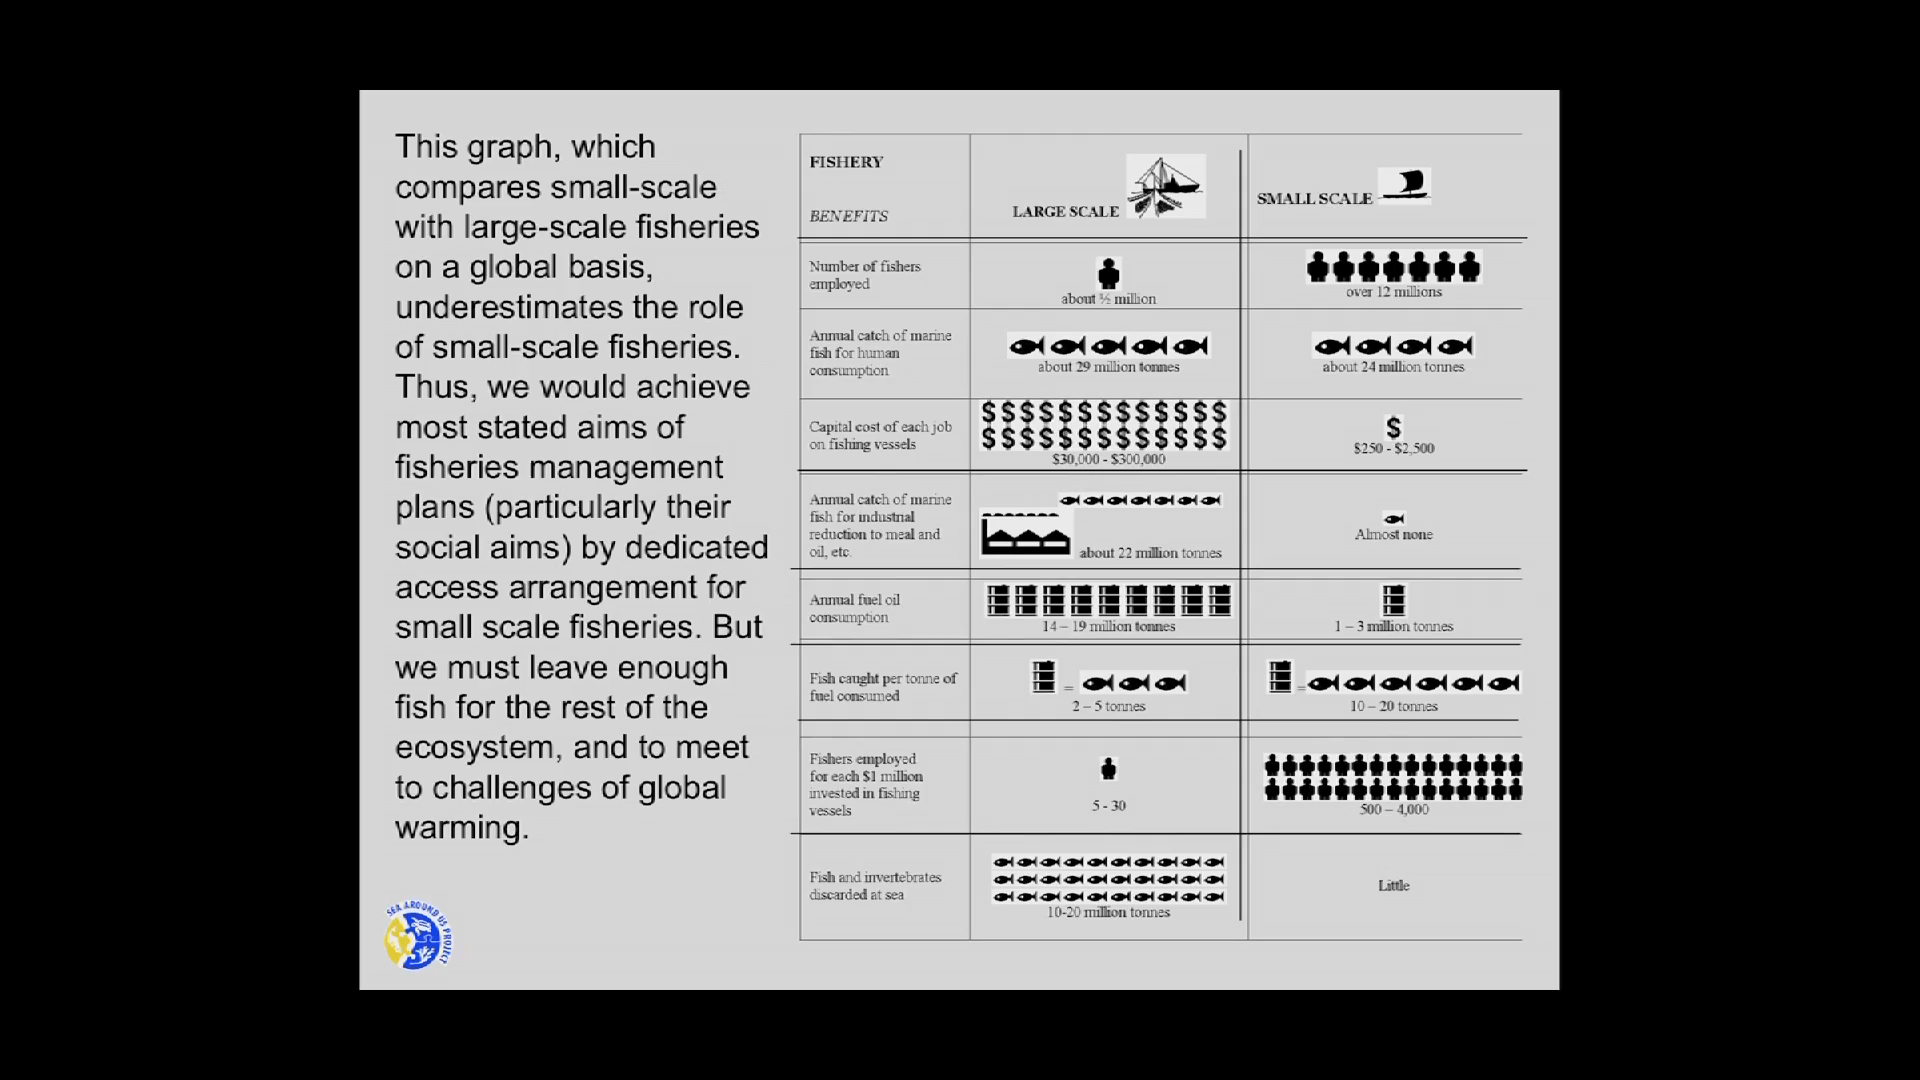 This graph, which
compares small-scale
with large-scale fisheries
on a global basis,
underestimates the role
of small-scale fisheries.
Thus, we would achieve
most stated aims of
fisheries management
plans (particularly their
social aims) by dedicated
access arrangement for
small scale fisheries. But
we must leave enough
fish for the rest of the
ecosystem, and to meet
to challenges of global
warming.
SEA AROUND US PROJECT
FISHERY
BENEFITS
LARGE SCALE
SMALL SCALE
Number of fishers
employed
about ½ million
over 12 millions
Annual catch of marine
fish for human
consumption
about 29 million tonnes
about 24 million tonnes
Capital cost of each job
on fishing vessels
$ $ $ $ $ $ $ $ $ $ $ $ $
$ $ $ $ $ $ $ $ $ $ $ $ $
$30,000 - $300,000
$
$250 - $2,500
Annual catch of marine
fish for industrial
reduction to meal and
oil, etc.
about 22 million tonnes
Almost none
Annual fuel oil
consumption
14 – 19 million tonnes
1 – 3 million tonnes
Fish caught per tonne of
fuel consumed
=
2 – 5 tonnes
=
10 – 20 tonnes
Fishers employed
for each $1 million
invested in fishing
vessels
5 - 30
500 – 4,000
Fish and invertebrates
discarded at sea
10-20 million tonnes
Little